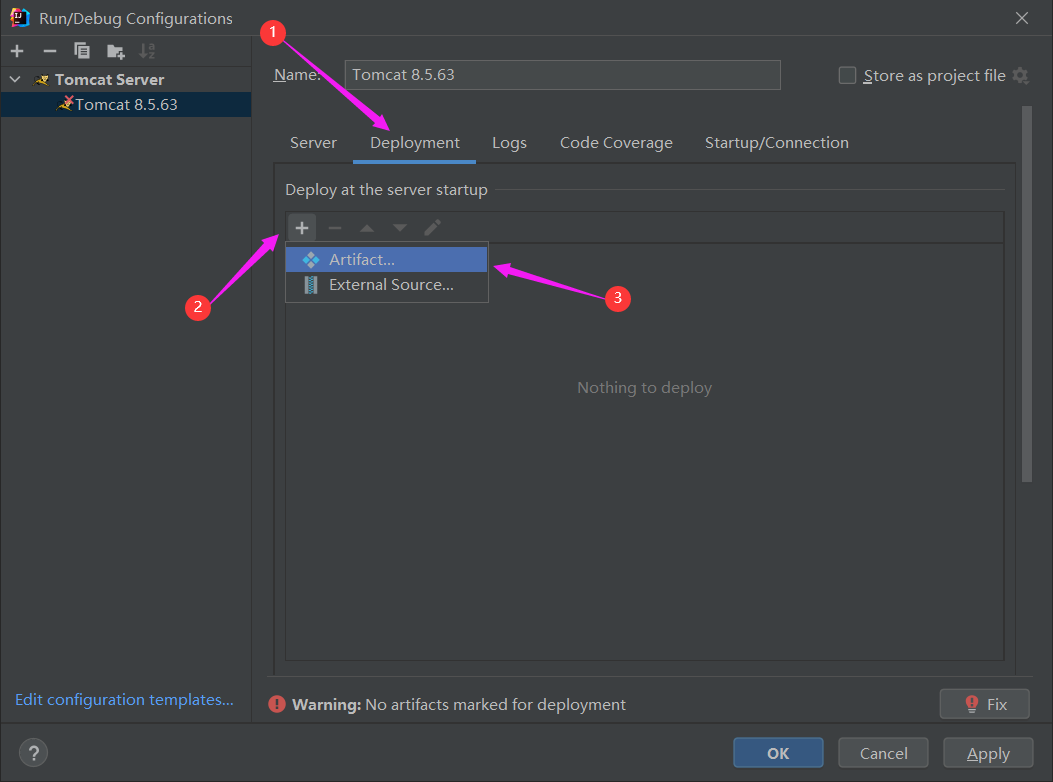 Run/Debug Configurations
1
Tomcat Server
Tomcat 8.5.63
Name: Tomcat 8.5.63
Store as project file
Server Deployment Logs Code Coverage Startup/Connection
Deploy at the server startup
Artifact...
External Source...
2
3
Nothing to deploy
Edit configuration templates...
Warning: No artifacts marked for deployment
Fix
?
OK Cancel Apply